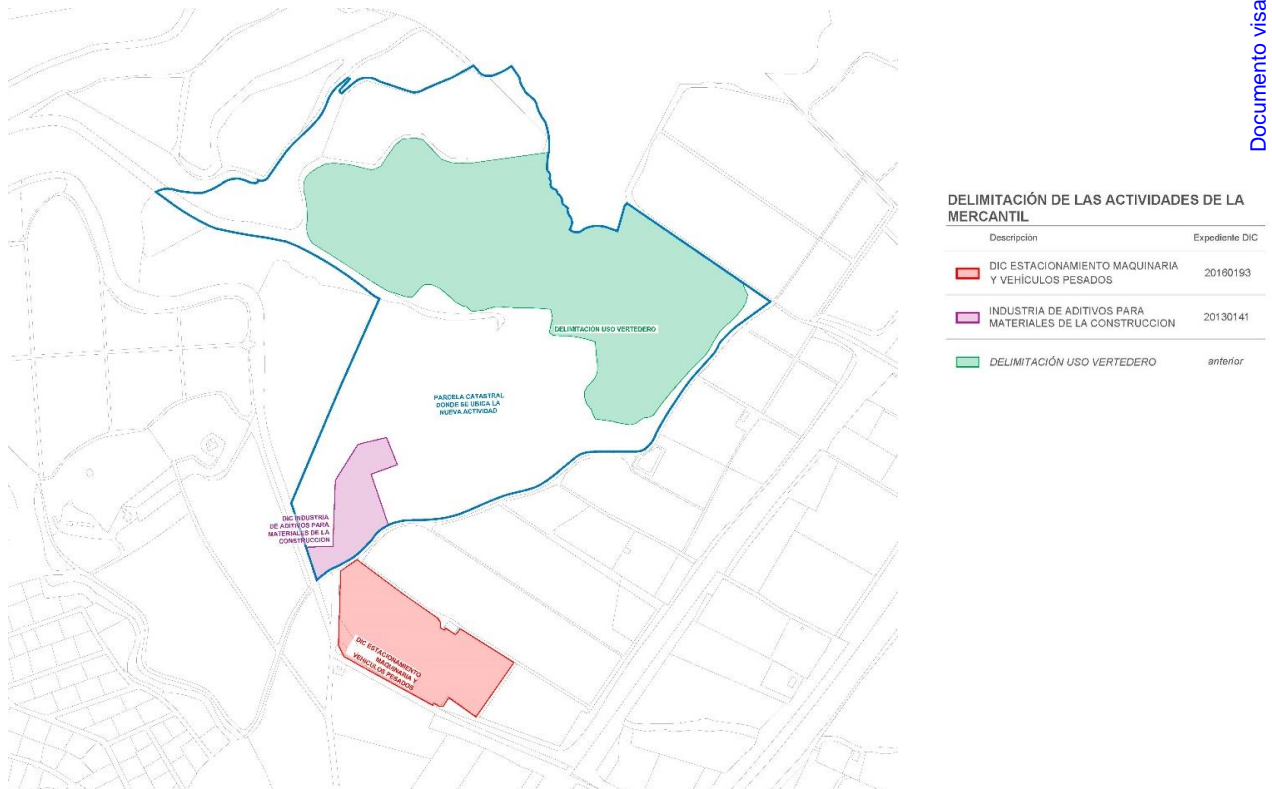 Documento visa
DELIMITACIÓN DE LAS ACTIVIDADES DE LA
MERCANTIL
Descripción Expediente DIC
DIC ESTACIONAMIENTO MAQUINARIA
Y VEHÍCULOS PESADOS 20160193
INDUSTRIA DE ADITIVOS PARA
MATERIALES DE LA CONSTRUCCION 20130141
DELIMITACIÓN USO VERTEDERO anterior
DELIMITACIÓN USO VERTEDERO
PARCELA CATASTRAL
DONDE SE UBICA LA
NUEVA ACTIVIDAD
DIC INDUSTRIA
DE ADITIVOS PARA
MATERIALES DE LA
CONSTRUCCION
DIC ESTACIONAMIENTO
MAQUINARIA Y
VEHICULOS PESADOS